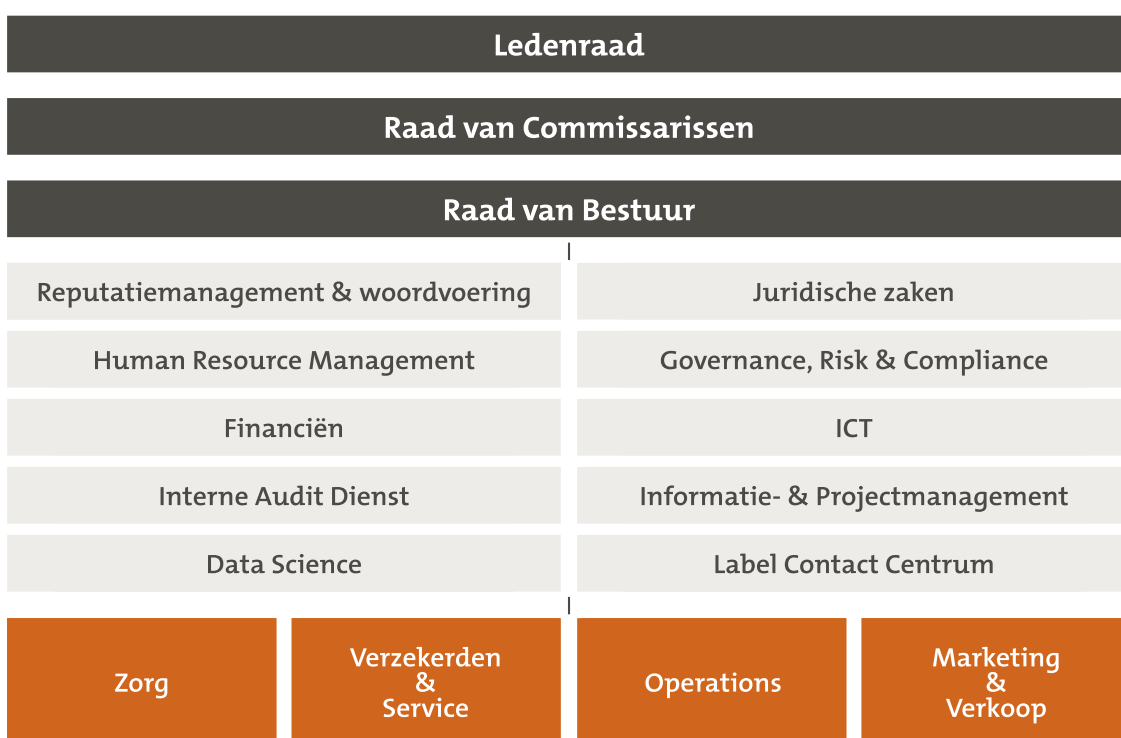 Ledenraad
Raad van Commissarissen
Raad van Bestuur
Reputatiemanagement & woordvoering
Juridische zaken
Human Resource Management
Governance, Risk & Compliance
Financiën
ICT
Interne Audit Dienst
Informatie- & Projectmanagement
Data Science
Label Contact Centrum
Zorg
Verzekerden
&
Service
Operations
Marketing
&
Verkoop